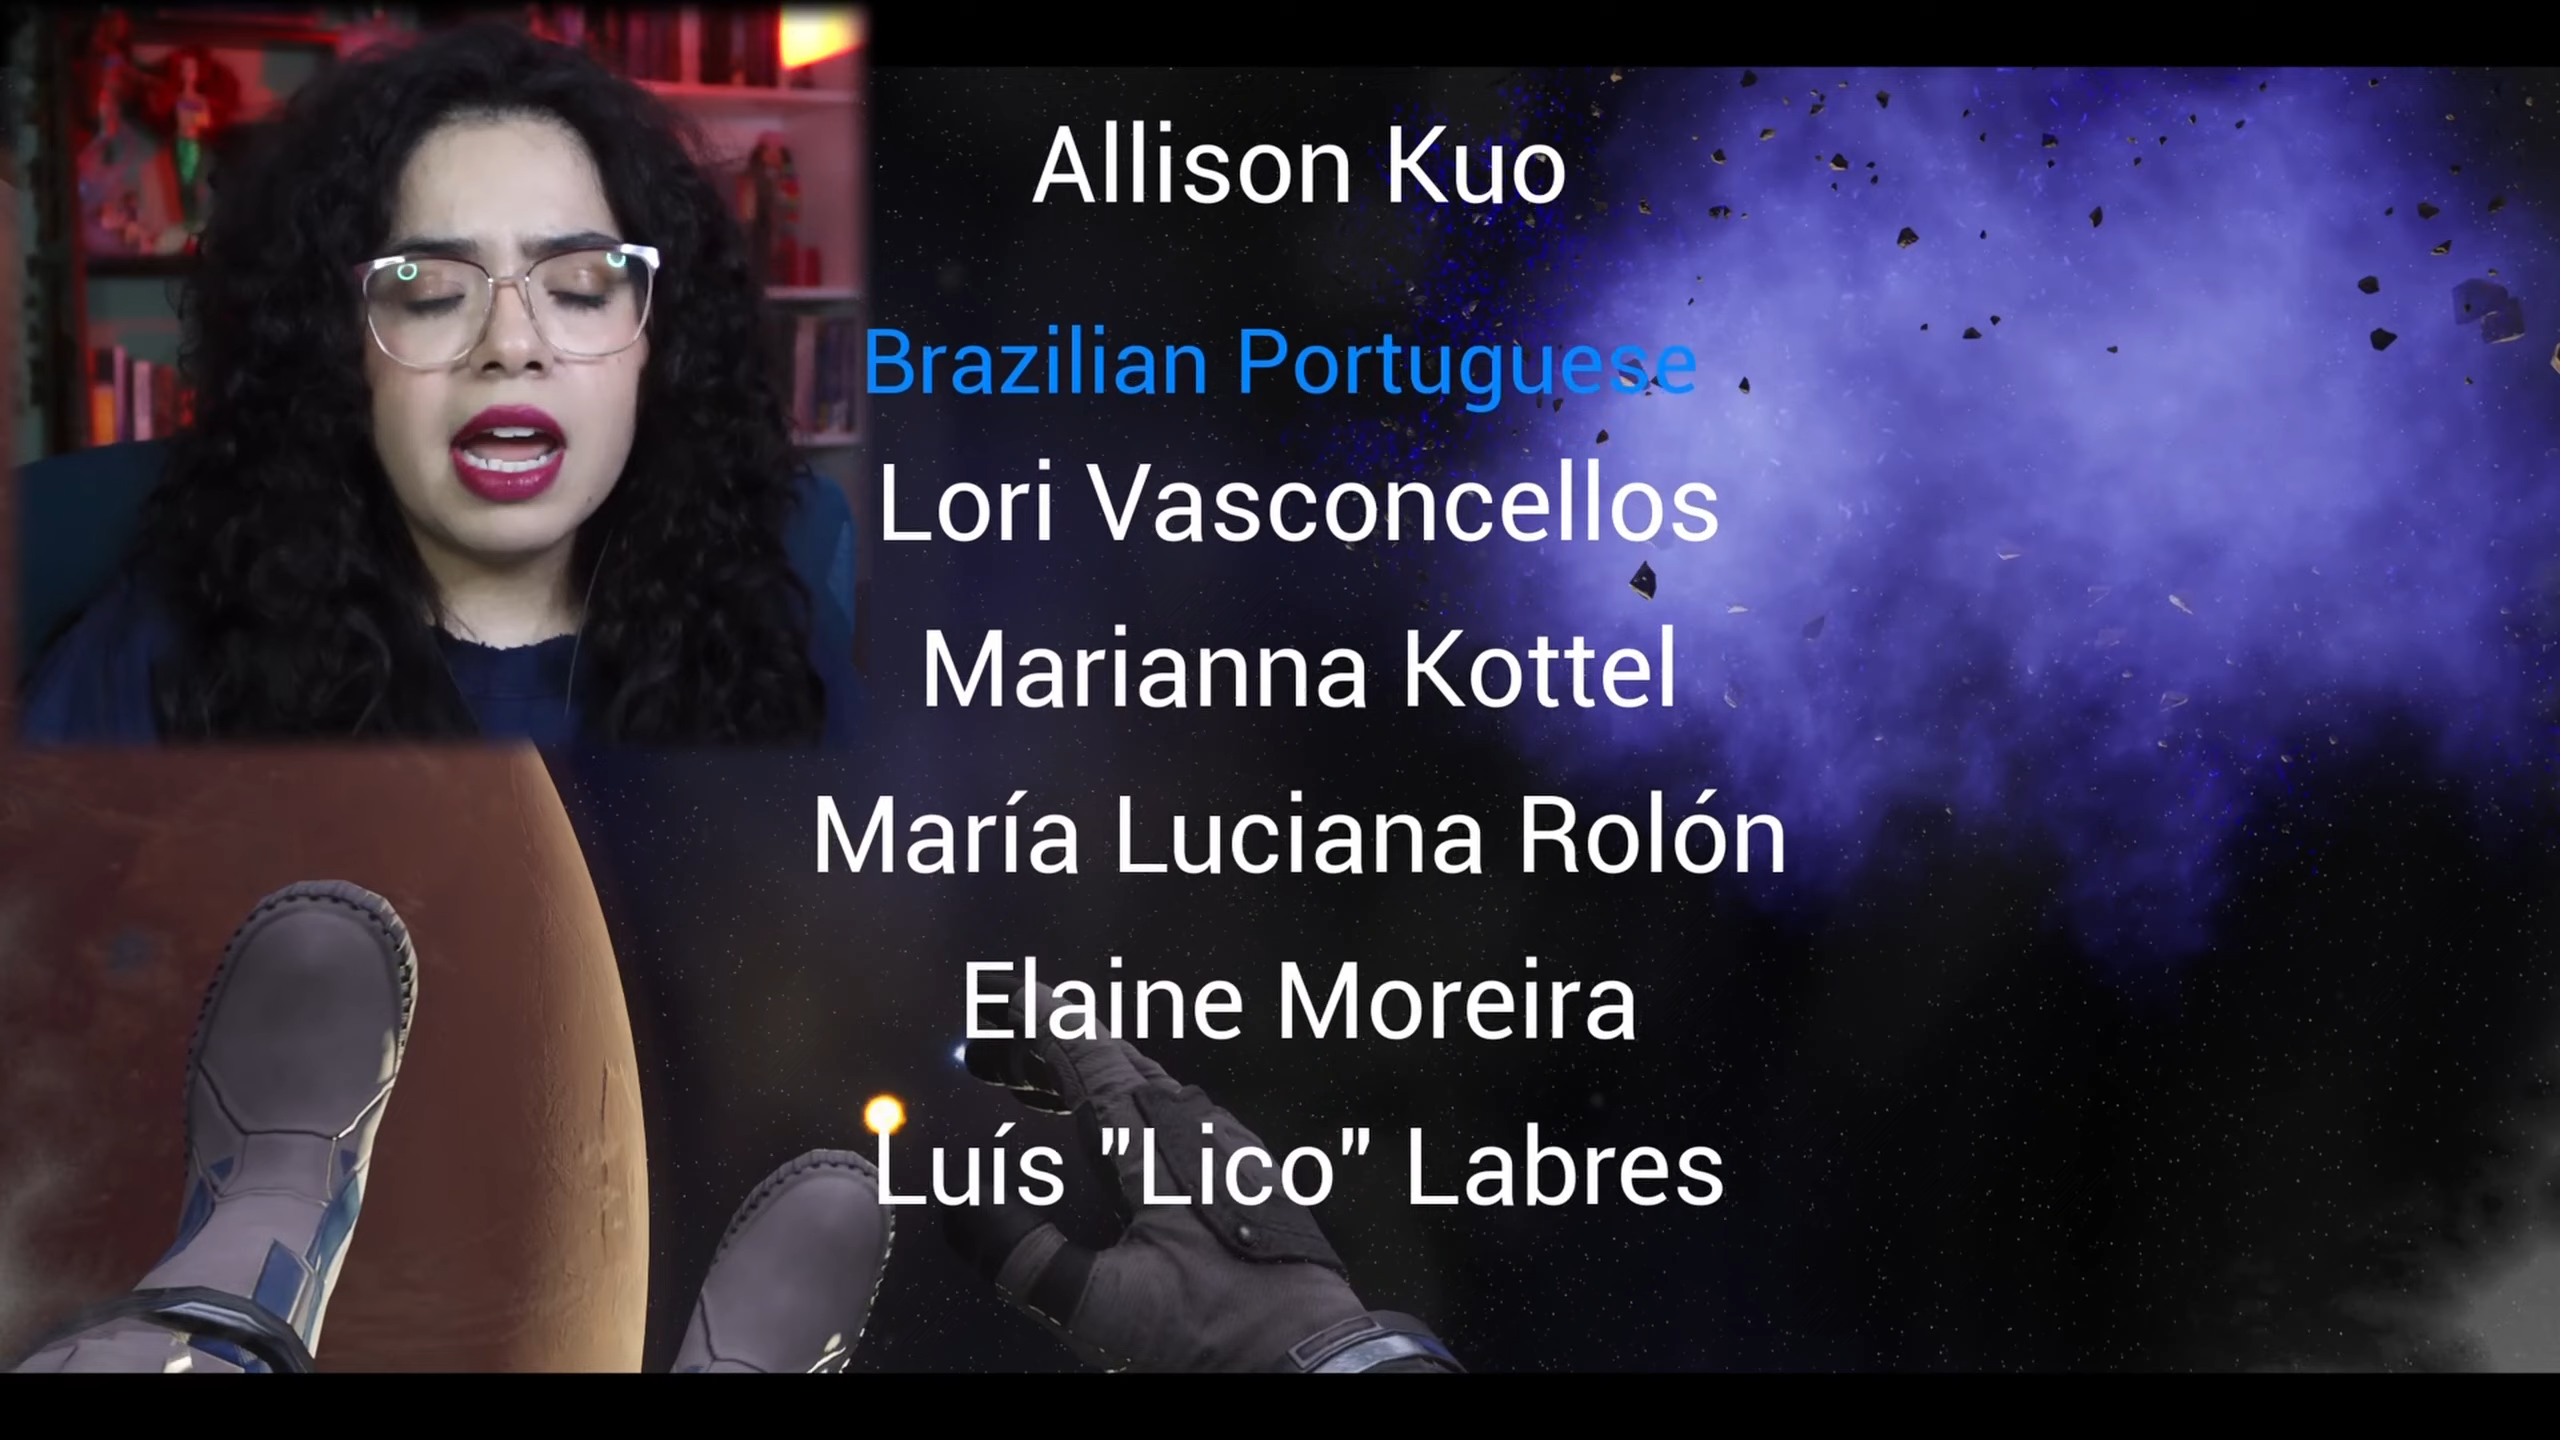 Allison Kuo
Brazilian Portuguese
Lori Vasconcellos
Marianna Kottel
María Luciana Rolón
Elaine Moreira
Luís "Lico" Labres